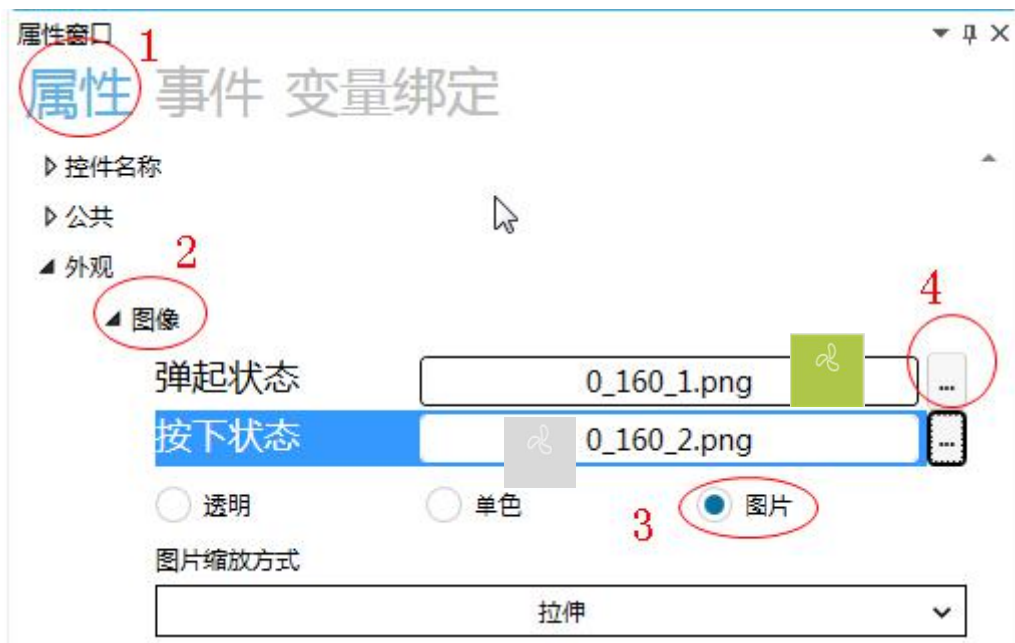 属性窗口
1
属性 事件 变量绑定
控件名称
公共
2
外观
4
图像
弹起状态 0_160_1.png ...
按下状态 0_160_2.png ...
透明 单色 3 图片
图片缩放方式
拉伸